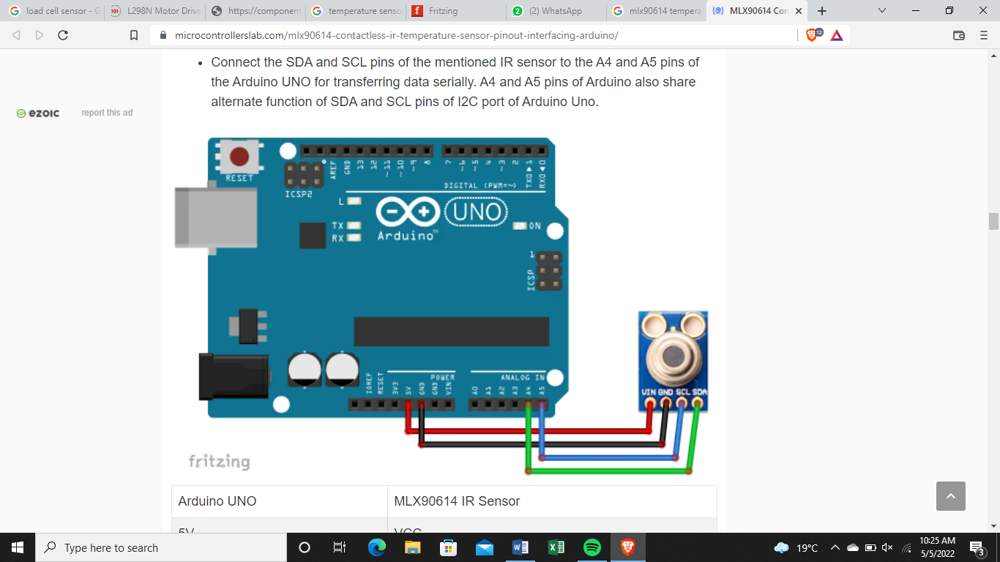 load cell sensor - G
101 L298N Motor Drive
https://component
temperature senso
f Fritzing
2 (2) WhatsApp
mlx90614 tempera
MLX90614 Con
microcontrollerslab.com/mlx90614-contactless-ir-temperature-sensor-pinout-interfacing-arduino/
12
• Connect the SDA and SCL pins of the mentioned IR sensor to the A4 and A5 pins of
the Arduino UNO for transferring data serially. A4 and A5 pins of Arduino also share
alternate function of SDA and SCL pins of I2C port of Arduino Uno.
ezoic report this ad
RESET
ICSP2
AREF
GND
13
12
~11
~10
~9
8
7
~6
~5
4
~3
2
TX0 ▶ 1
RX0 ◀ 0
DIGITAL (PWM=~)
L
TX
RX
Arduino™
UNO
ON
1
ICSP
IOREF
RESET
3V3
5V
GND
GND
VIN
POWER
ANALOG IN
A0
A1
A2
A3
A4
A5
VIN GND SCL SDA
fritzing
Arduino UNO MLX90614 IR Sensor
5V VCC
Type here to search
19°C
10:25 AM
5/5/2022
3